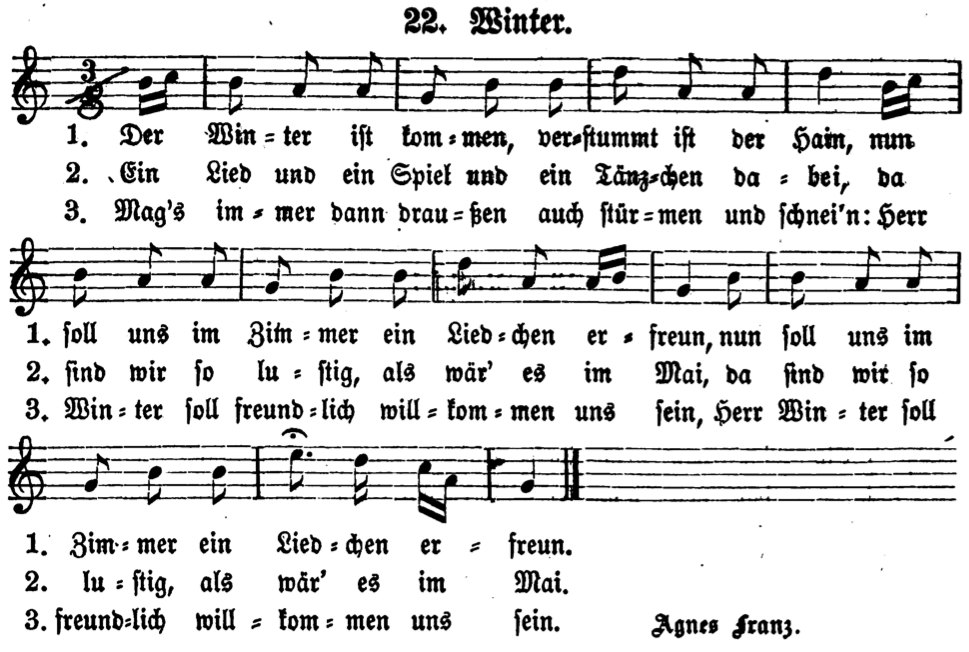 22. Winter.
3
8
1. Der Win = ter ist kom = men, ver=stummt ist der Hain, nun
2. Ein Lied und ein Spiel und ein Tänz=chen da = bei, da
3. Mag's im = mer dann drau=ßen auch stür=men und schnei'n: Herr
1. soll uns im Zim = mer ein Lied=chen er = freun, nun soll uns im
2. sind wir so lu = stig, als wär' es im Mai, da sind wir so
3. Win = ter soll freund=lich will=kom = men uns sein, Herr Win = ter soll
1. Zim = mer ein Lied = chen er = freun.
2. lu = stig, als wär' es im Mai.
3. freund=lich will = kom = men uns sein. Agnes Franz.